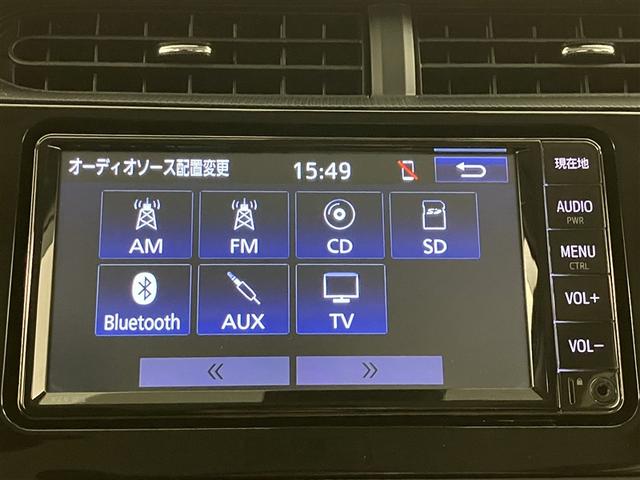 オーディオソース配置変更
15:49
AM
FM
CD
SD
Bluetooth
AUX
TV
現在地
AUDIO
PWR
MENU
CTRL
VOL+
VOL-